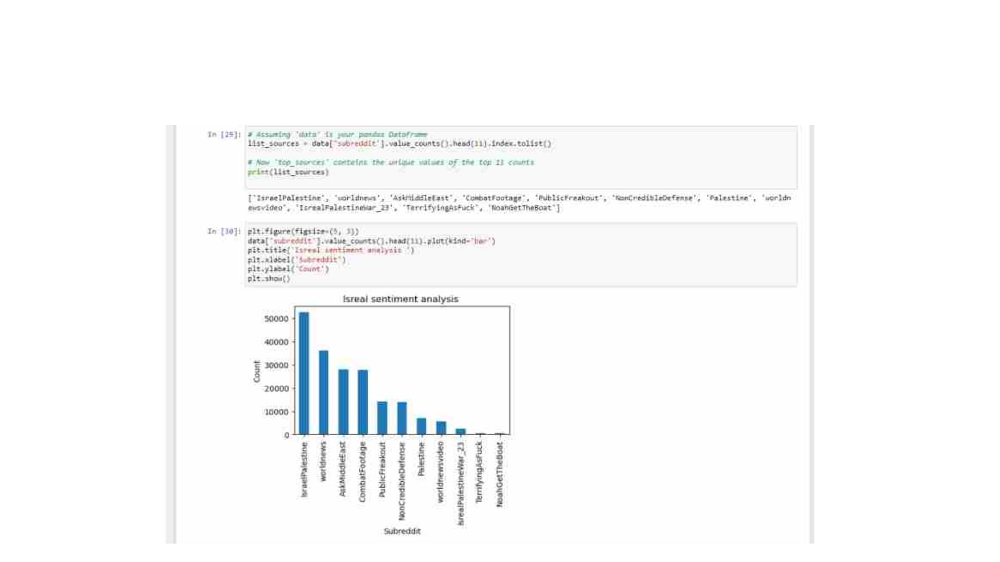 In [29]: # Assuming 'data' is your pandas DataFrame
list_sources = data['subreddit'].value_counts().head(11).index.tolist()
# Now 'top_sources' contains the unique values of the top 11 counts
print(list_sources)
['IsraelPalestine', 'worldnews', 'AskMiddleEast', 'CombatFootage', 'PublicFreakout', 'NonCredibleDefense', 'Palestine', 'worldn
ewsvideo', 'IsrealPalestineWar_23', 'TerrifyingAsFuck', 'NoahGetTheBoat']
In [30]: plt.figure(figsize=(5, 3))
data['subreddit'].value_counts().head(11).plot(kind='bar')
plt.title('Isreal sentiment analysis ')
plt.xlabel('Subreddit')
plt.ylabel('Count')
plt.show()
Isreal sentiment analysis
50000
40000
30000
20000
10000
0
Count
IsraelPalestine
worldnews
AskMiddleEast
CombatFootage
PublicFreakout
NonCredibleDefense
Palestine
worldnewsvideo
IsrealPalestineWar_23
TerrifyingAsFuck
NoahGetTheBoat
Subreddit